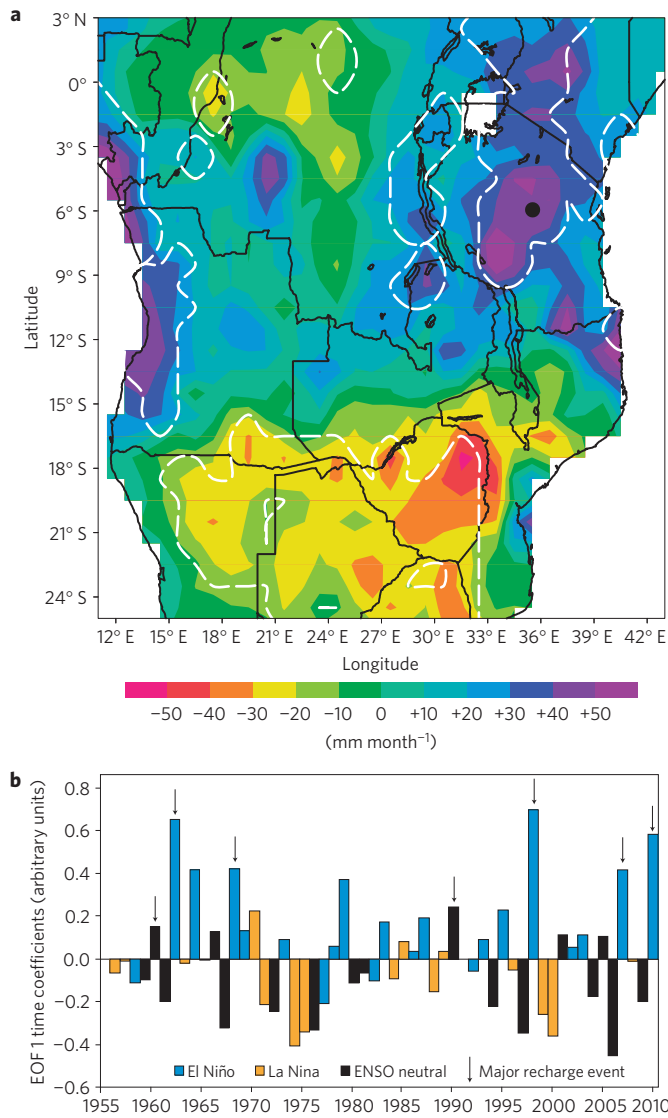 a
3° N
0°
3° S
6° S
9° S
12° S
15° S
18° S
21° S
24° S
Latitude
12° E 15° E 18° E 21° E 24° E 27° E 30° E 33° E 36° E 39° E 42° E
Longitude
−50 −40 −30 −20 −10 0 +10 +20 +30 +40 +50
(mm month⁻¹)
b
EOF 1 time coefficients (arbitrary units)
0.8
0.6
0.4
0.2
0.0
−0.2
−0.4
−0.6
El Niño La Nina ENSO neutral Major recharge event
1955 1960 1965 1970 1975 1980 1985 1990 1995 2000 2005 2010